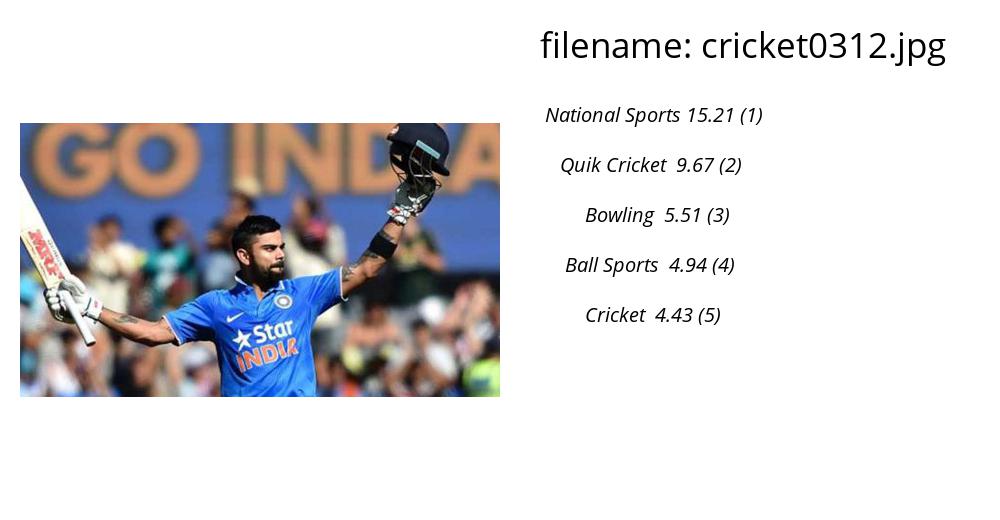 filename: cricket0312.jpg
National Sports 15.21 (1)
Quik Cricket 9.67 (2)
Bowling 5.51 (3)
Ball Sports 4.94 (4)
Cricket 4.43 (5)
GO INDIA
MRF
Star
INDIA